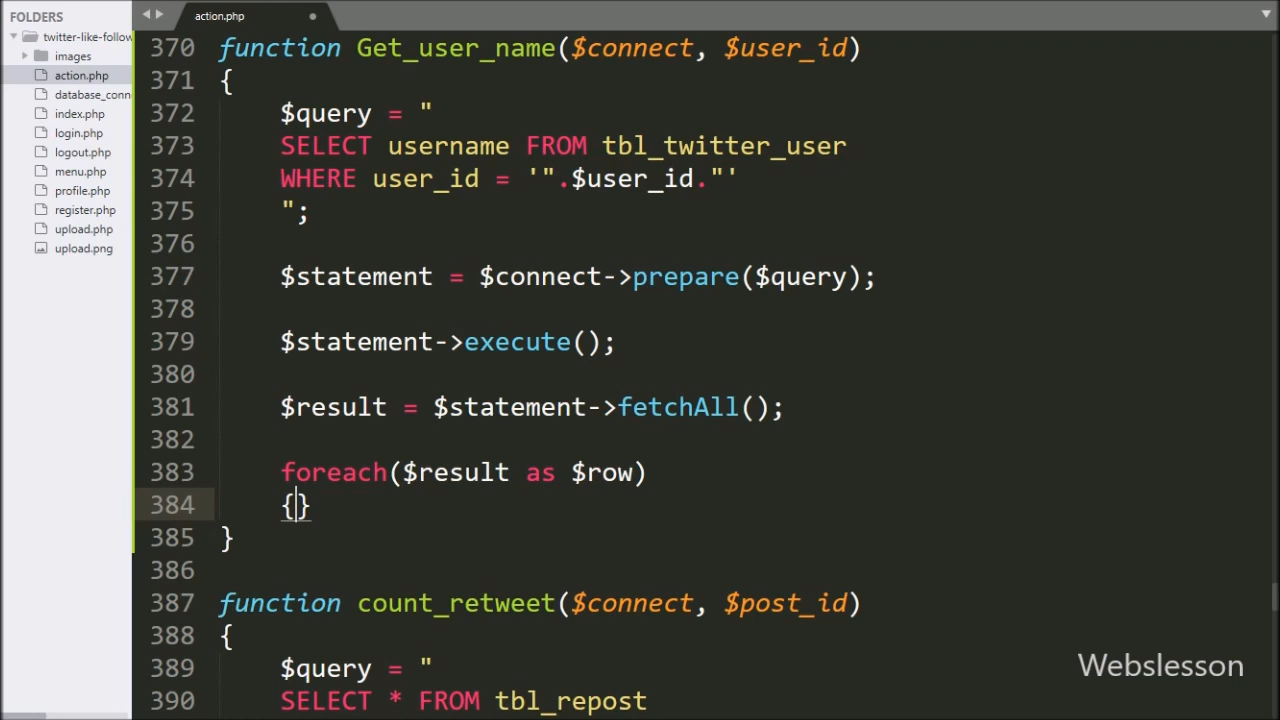 FOLDERS
twitter-like-follow
images
action.php
database_conn
index.php
login.php
logout.php
menu.php
profile.php
register.php
upload.php
upload.png
action.php
370 function Get_user_name($connect, $user_id)
371 {
372 $query = "
373 SELECT username FROM tbl_twitter_user
374 WHERE user_id = '".$user_id."'
375 ";
376
377 $statement = $connect->prepare($query);
378
379 $statement->execute();
380
381 $result = $statement->fetchAll();
382
383 foreach($result as $row)
384 {}
385 }
386
387 function count_retweet($connect, $post_id)
388 {
389 $query = "
390 SELECT * FROM tbl_repost
Webslesson